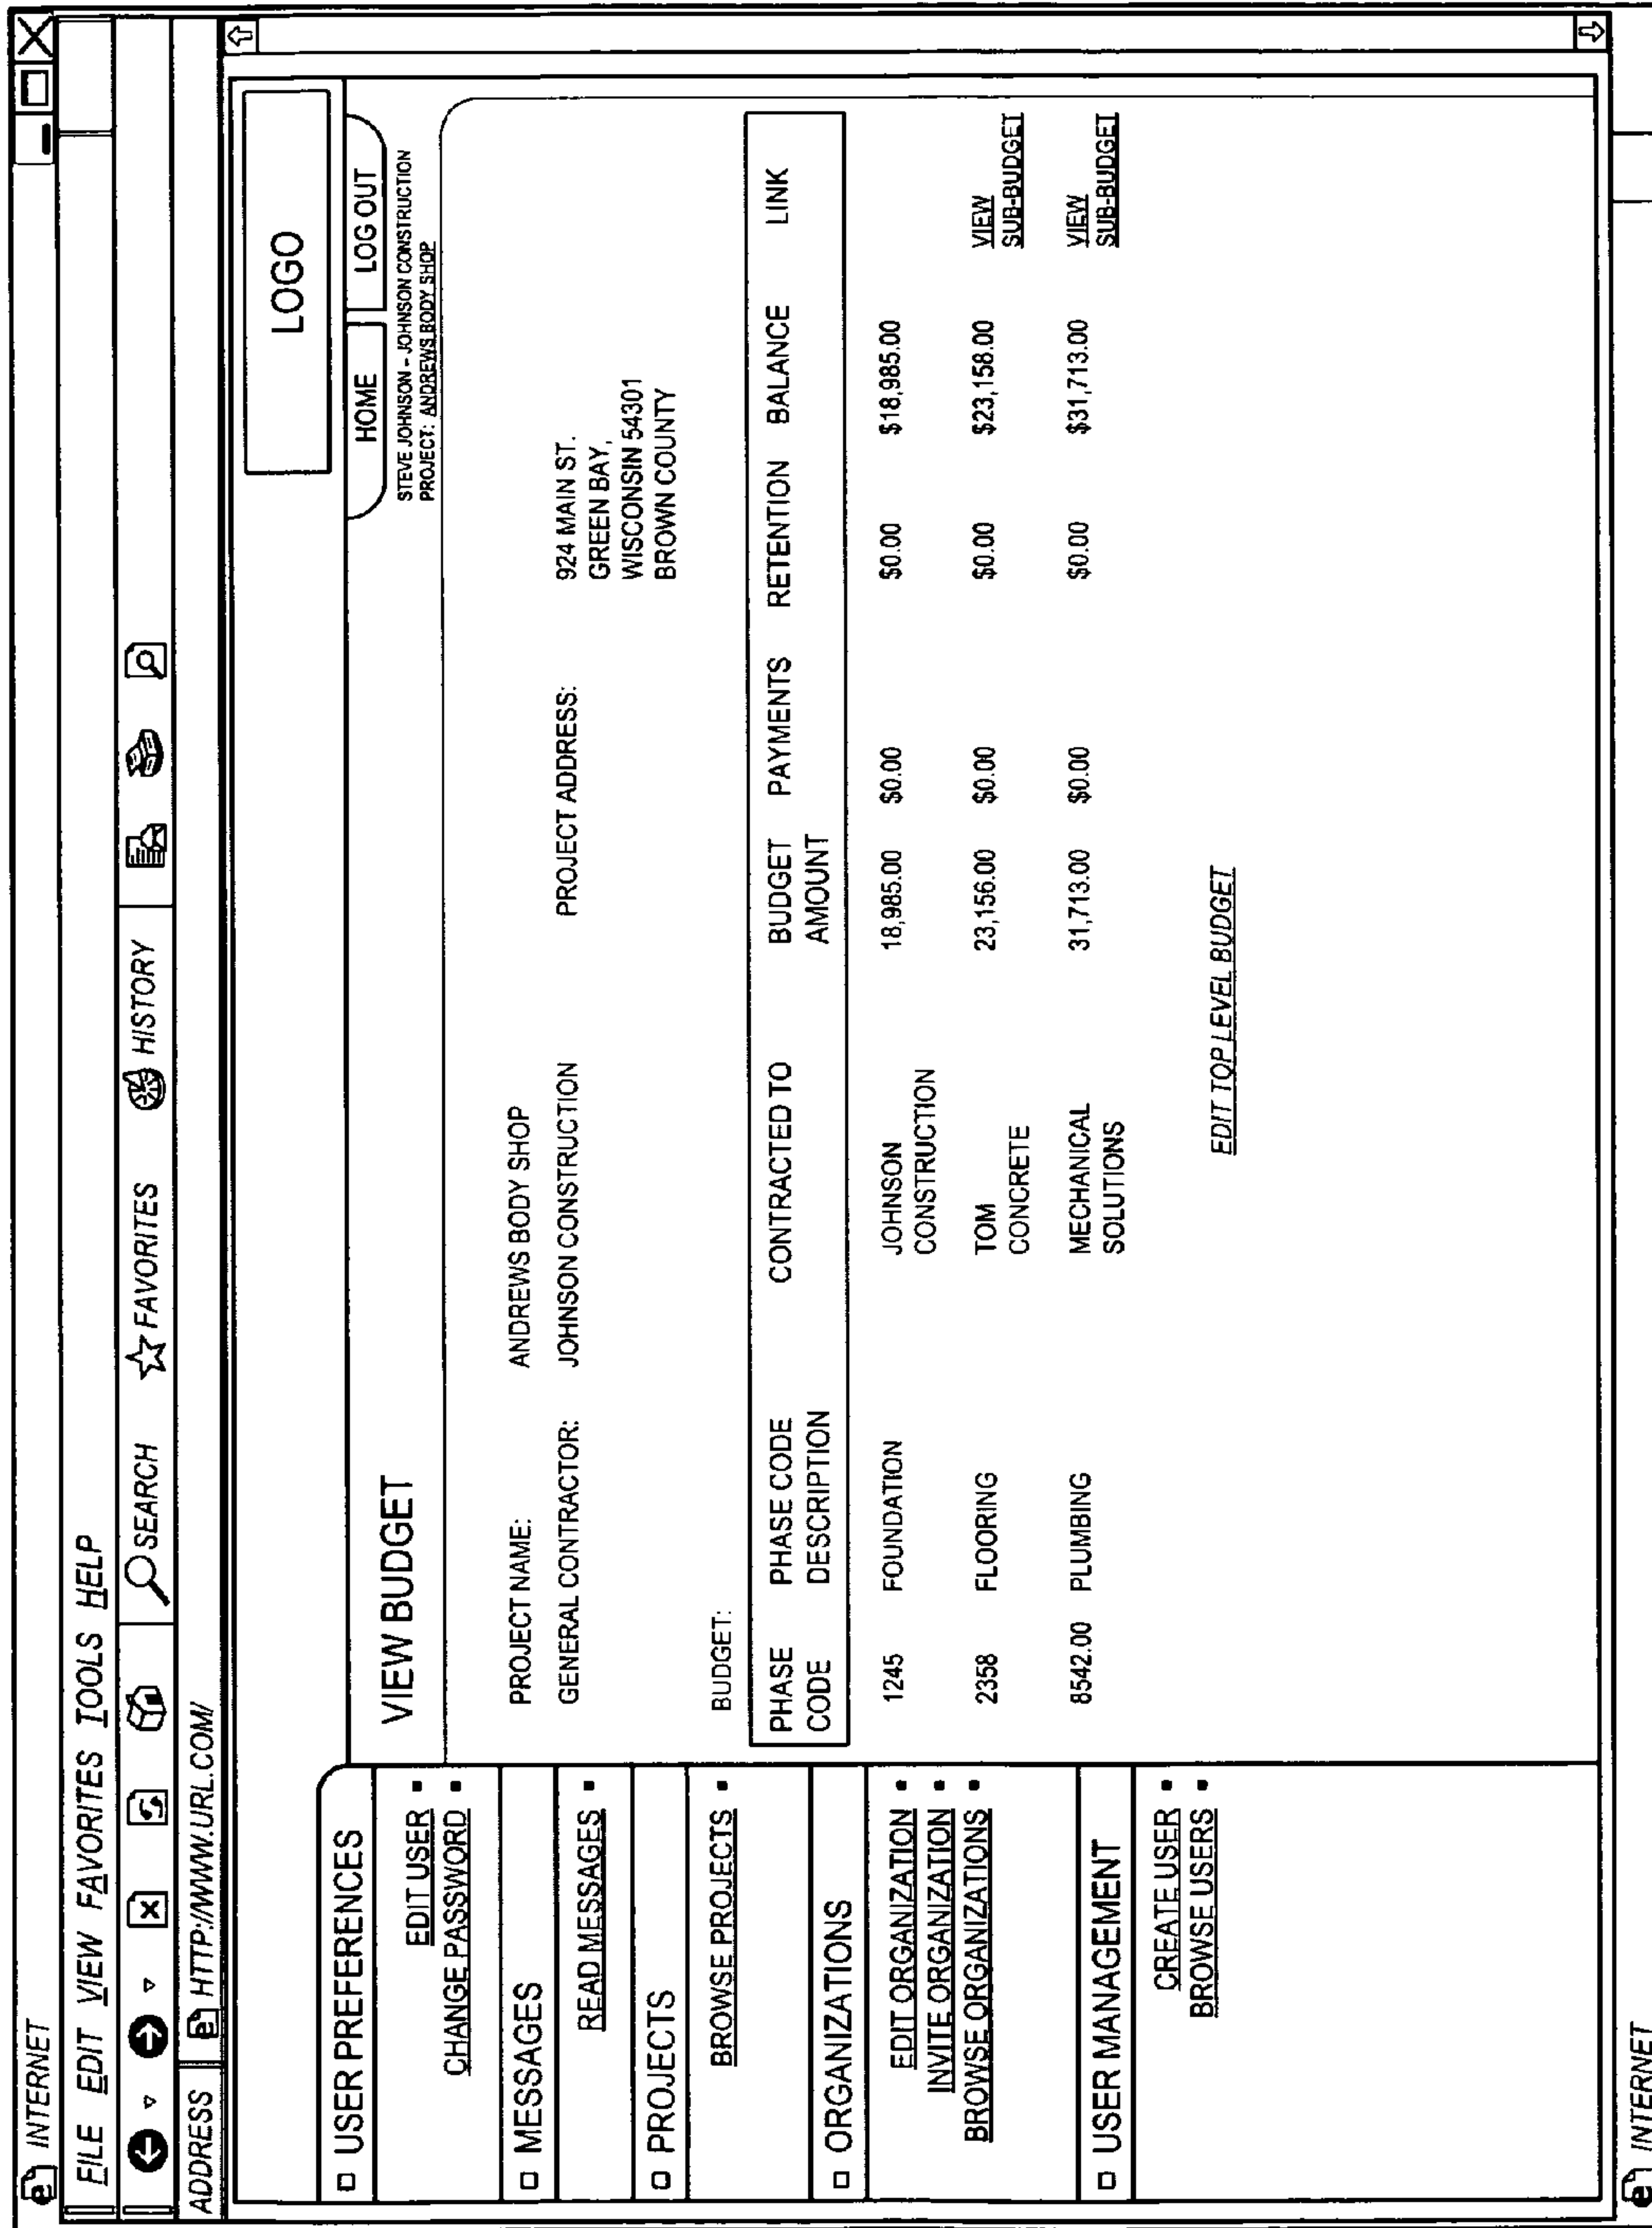 INTERNET
FILE EDIT VIEW FAVORITES TOOLS HELP
SEARCH FAVORITES HISTORY
ADDRESS HTTP://WWW.URL.COM/
LOGO
HOME LOG OUT
STEVE JOHNSON - JOHNSON CONSTRUCTION
PROJECT: ANDREWS BODY SHOP
USER PREFERENCES
EDIT USER
CHANGE PASSWORD
MESSAGES
READ MESSAGES
PROJECTS
BROWSE PROJECTS
ORGANIZATIONS
EDIT ORGANIZATION
INVITE ORGANIZATION
BROWSE ORGANIZATIONS
USER MANAGEMENT
CREATE USER
BROWSE USERS
VIEW BUDGET
PROJECT NAME: ANDREWS BODY SHOP
GENERAL CONTRACTOR: JOHNSON CONSTRUCTION PROJECT ADDRESS: 924 MAIN ST.
GREEN BAY,
WISCONSIN 54301
BROWN COUNTY
BUDGET:
PHASE PHASE CODE CONTRACTED TO BUDGET PAYMENTS RETENTION BALANCE LINK
CODE DESCRIPTION AMOUNT
1245 FOUNDATION JOHNSON 18,985.00 $0.00 $0.00 $18,985.00
CONSTRUCTION
2358 FLOORING TOM 23,156.00 $0.00 $0.00 $23,158.00 VIEW
CONCRETE SUB-BUDGET
8542.00 PLUMBING MECHANICAL 31,713.00 $0.00 $0.00 $31,713.00 VIEW
SOLUTIONS SUB-BUDGET
EDIT TOP LEVEL BUDGET
INTERNET